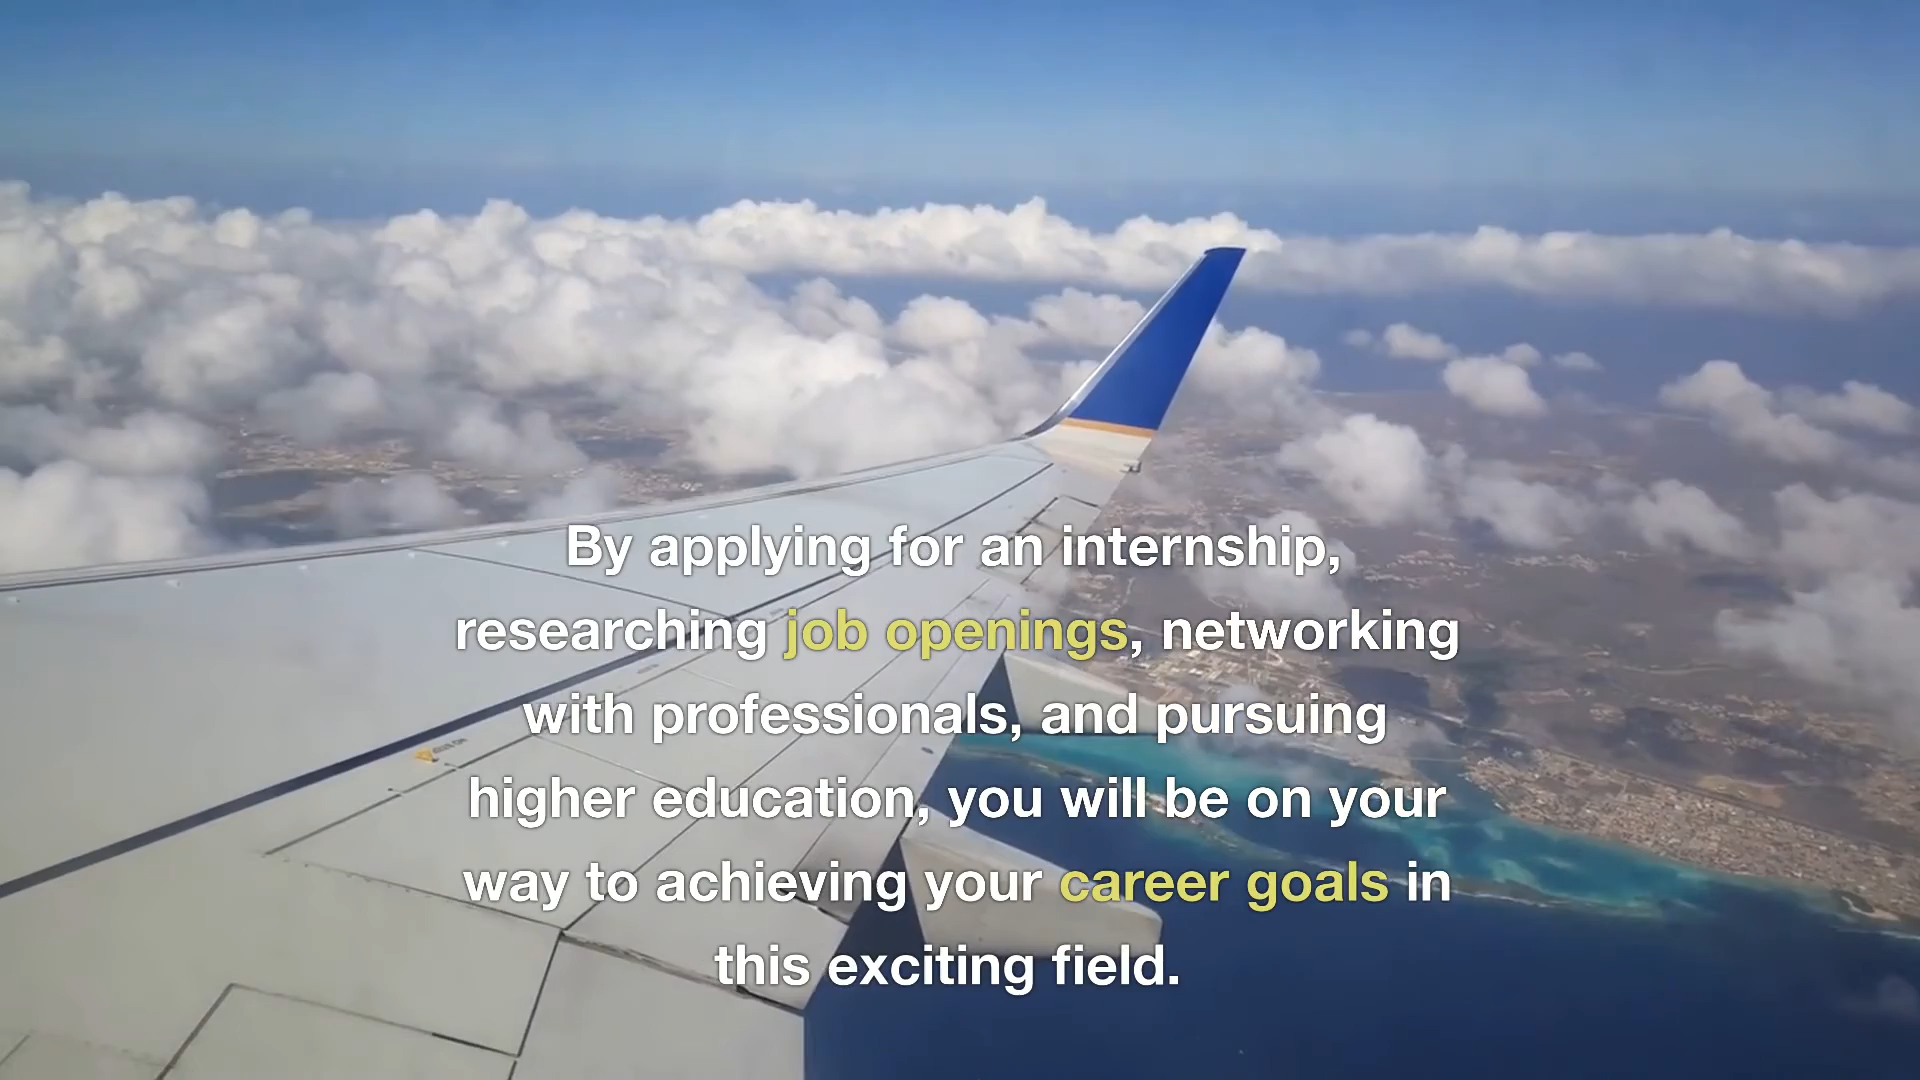 By applying for an internship,
researching job openings, networking
with professionals, and pursuing
higher education, you will be on your
way to achieving your career goals in
this exciting field.